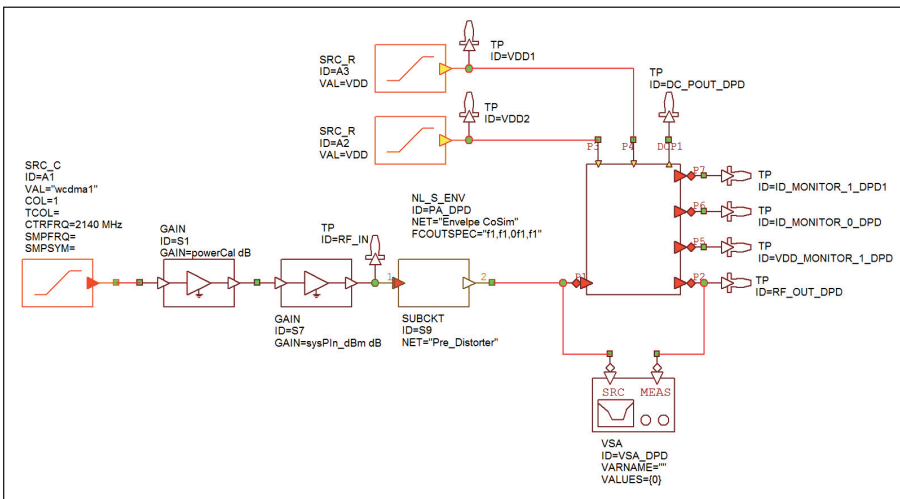 TP
ID=VDD1
SRC_R
ID=A3
VAL=VDD
TP
ID=DC_POUT_DPD
TP
ID=VDD2
SRC_R
ID=A2
VAL=VDD
P3
P4
DCP1
SRC_C
ID=A1
VAL="wcdma1"
COL=1
TCOL=
CTRFRQ=2140 MHz
SMPFRQ=
SMPSYM=
P7
TP
ID=ID_MONITOR_1_DPD1
NL_S_ENV
ID=PA_DPD
NET="Envelpe CoSim"
FCOUTSPEC="f1,f1,0f1,f1"
P6
TP
ID=ID_MONITOR_0_DPD
GAIN
ID=S1
GAIN=powerCal dB
TP
ID=RF_IN
P5
TP
ID=VDD_MONITOR_1_DPD
1
2
P1
P2
TP
ID=RF_OUT_DPD
GAIN
ID=S7
GAIN=sysPIn_dBm dB
SUBCKT
ID=S9
NET="Pre_Distorter"
SRC MEAS
VSA
ID=VSA_DPD
VARNAME=""
VALUES={0}